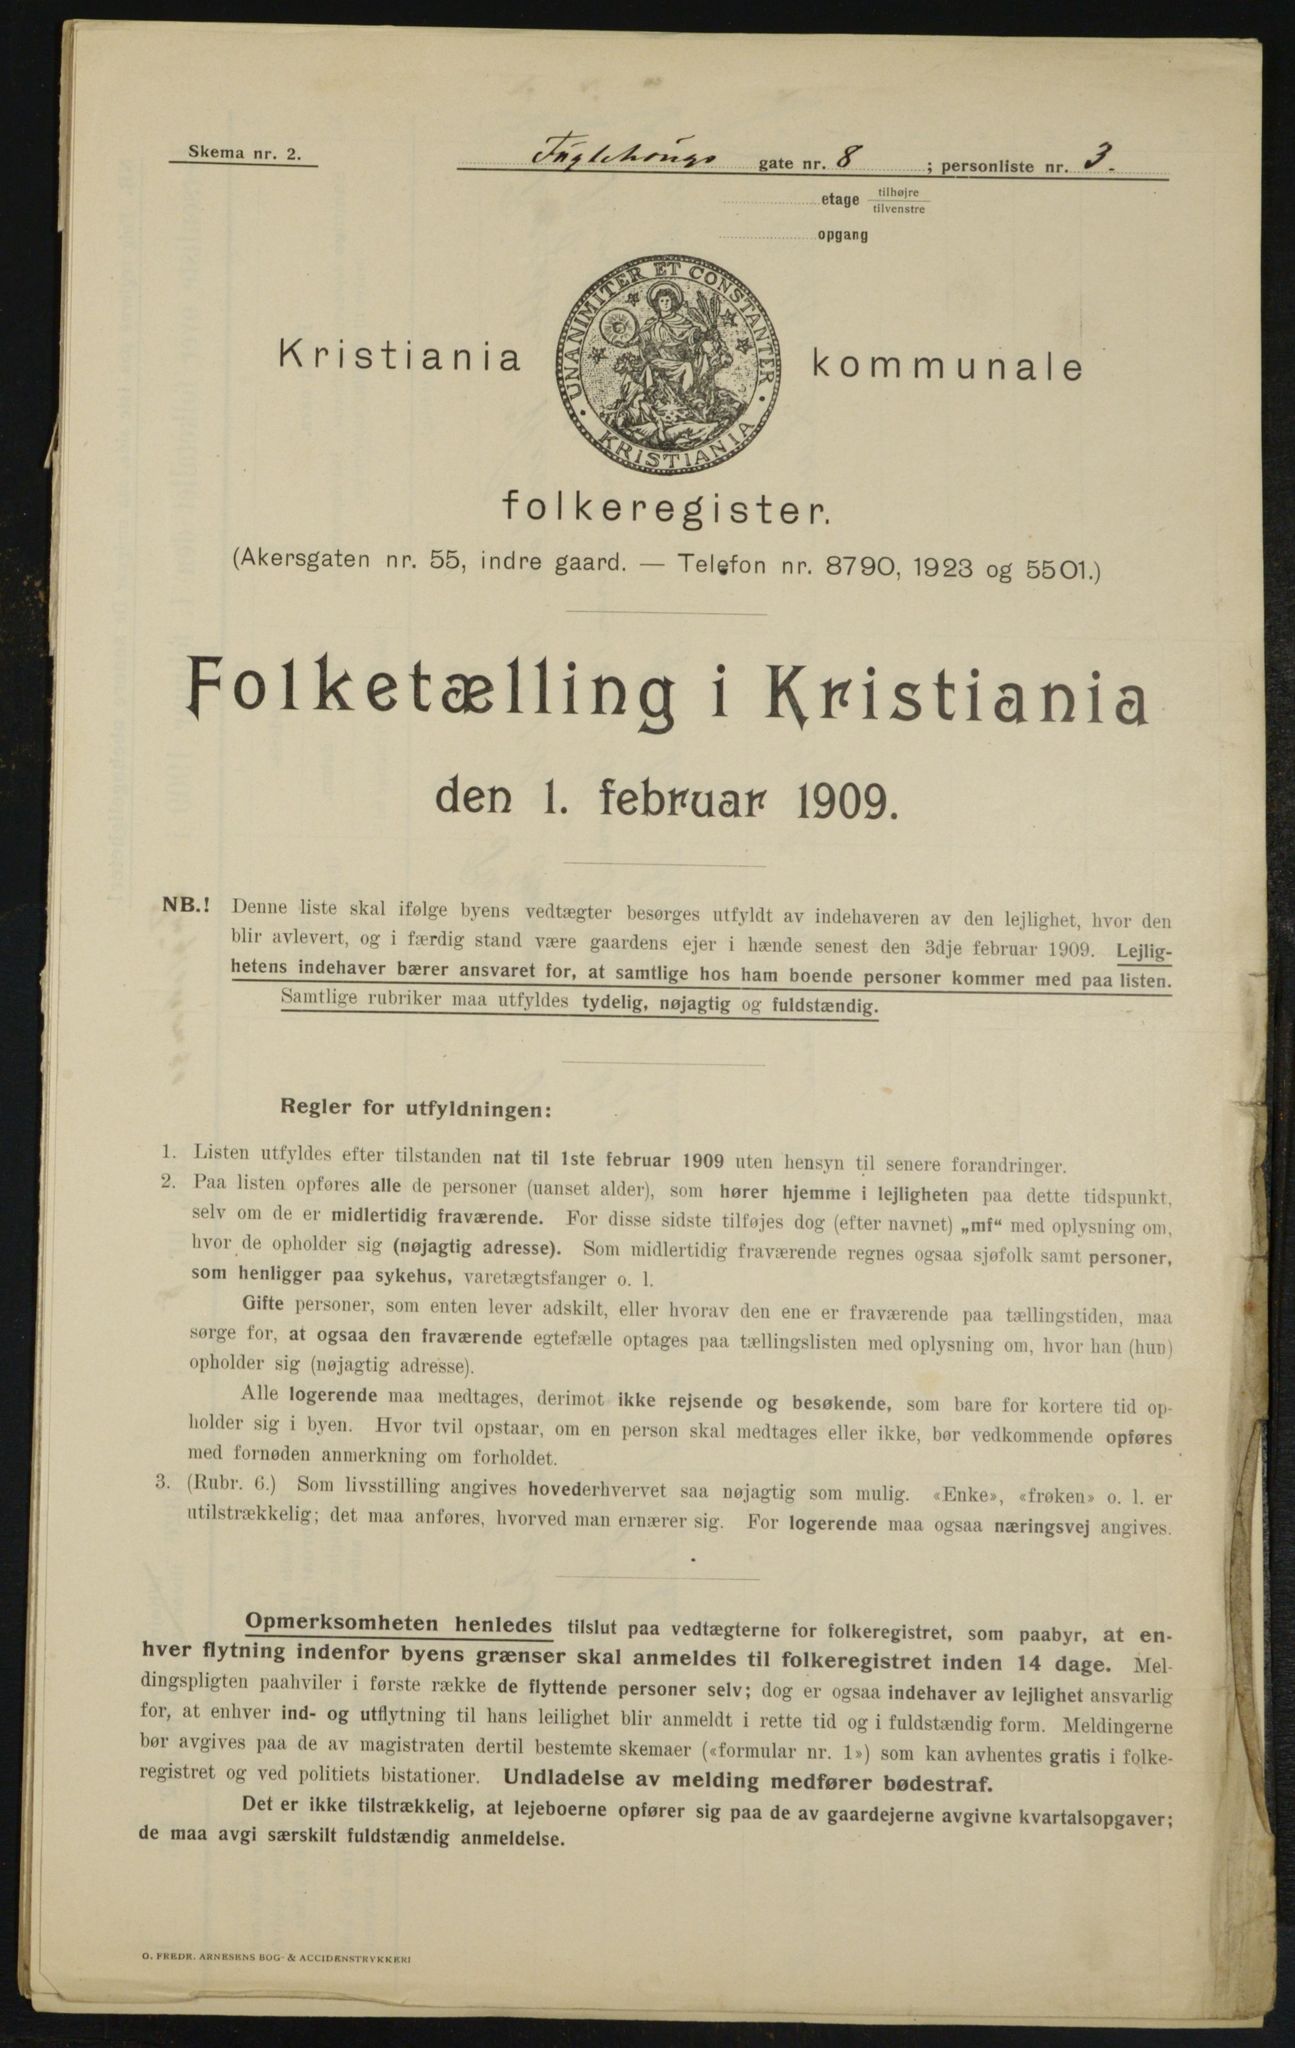 Skema nr. 2.
Fuglehougs gate nr. 8 ; personliste nr. 3.
etage tilhøjre
tilvenstre
opgang
UNANIMITER ET CONSTANTER
KRISTIANIA
Kristiania kommunale
folkeregister.
(Akersgaten nr. 55, indre gaard. — Telefon nr. 8790, 1923 og 5501.)
Folketælling i Kristiania
den 1. februar 1909.
NB.! Denne liste skal ifølge byens vedtægter besørges utfyldt av indehaveren av den lejlighet, hvor den
blir avlevert, og i færdig stand være gaardens ejer i hænde senest den 3dje februar 1909. Lejlig-
hetens indehaver bærer ansvaret for, at samtlige hos ham boende personer kommer med paa listen.
Samtlige rubriker maa utfyldes tydelig, nøjagtig og fuldstændig.
Regler for utfyldningen:
1. Listen utfyldes efter tilstanden nat til 1ste februar 1909 uten hensyn til senere forandringer.
2. Paa listen opføres alle de personer (uanset alder), som hører hjemme i lejligheten paa dette tidspunkt,
selv om de er midlertidig fraværende. For disse sidste tilføjes dog (efter navnet) „mf“ med oplysning om,
hvor de opholder sig (nøjagtig adresse). Som midlertidig fraværende regnes ogsaa sjøfolk samt personer,
som henligger paa sykehus, varetægtsfanger o. l.
Gifte personer, som enten lever adskilt, eller hvorav den ene er fraværende paa tællingstiden, maa
sørge for, at ogsaa den fraværende egtefælle optages paa tællingslisten med oplysning om, hvor han (hun)
opholder sig (nøjagtig adresse).
Alle logerende maa medtages, derimot ikke rejsende og besøkende, som bare for kortere tid op-
holder sig i byen. Hvor tvil opstaar, om en person skal medtages eller ikke, bør vedkommende opføres
med fornøden anmerkning om forholdet.
3. (Rubr. 6.) Som livsstilling angives hovederhvervet saa nøjagtig som mulig. «Enke», «frøken» o. l. er
utilstrækkelig; det maa anføres, hvorved man ernærer sig. For logerende maa ogsaa næringsvej angives.
Opmerksomheten henledes tilslut paa vedtægterne for folkeregistret, som paabyr, at en-
hver flytning indenfor byens grænser skal anmeldes til folkeregistret inden 14 dage. Mel-
dingspligten paahviler i første række de flyttende personer selv; dog er ogsaa indehaver av lejlighet ansvarlig
for, at enhver ind- og utflytning til hans leilighet blir anmeldt i rette tid og i fuldstændig form. Meldingerne
bør avgives paa de av magistraten dertil bestemte skemaer («formular nr. 1») som kan avhentes gratis i folke-
registret og ved politiets bistationer. Undladelse av melding medfører bødestraf.
Det er ikke tilstrækkelig, at lejeboerne opfører sig paa de av gaardejerne avgivne kvartalsopgaver;
de maa avgi særskilt fuldstændig anmeldelse.
O. FREDR. ARNESENS BOG- & ACCIDENSTRYKKERI